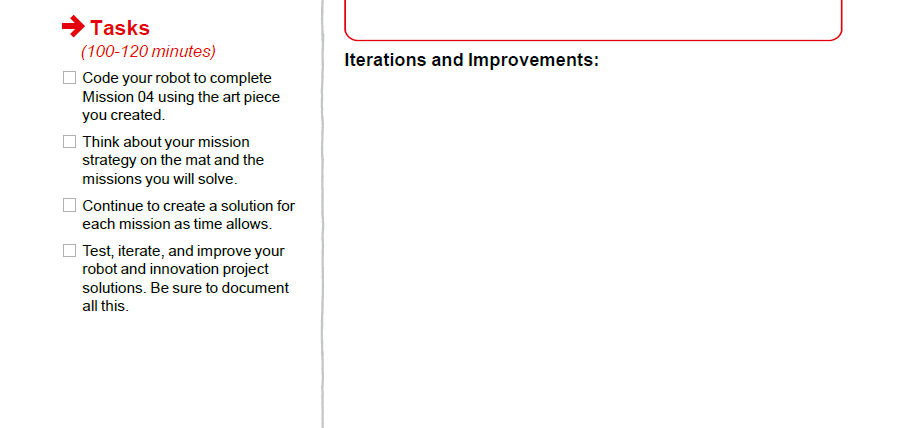 Tasks
(100-120 minutes)
Code your robot to complete
Mission 04 using the art piece
you created.
Think about your mission
strategy on the mat and the
missions you will solve.
Continue to create a solution for
each mission as time allows.
Test, iterate, and improve your
robot and innovation project
solutions. Be sure to document
all this.
Iterations and Improvements: